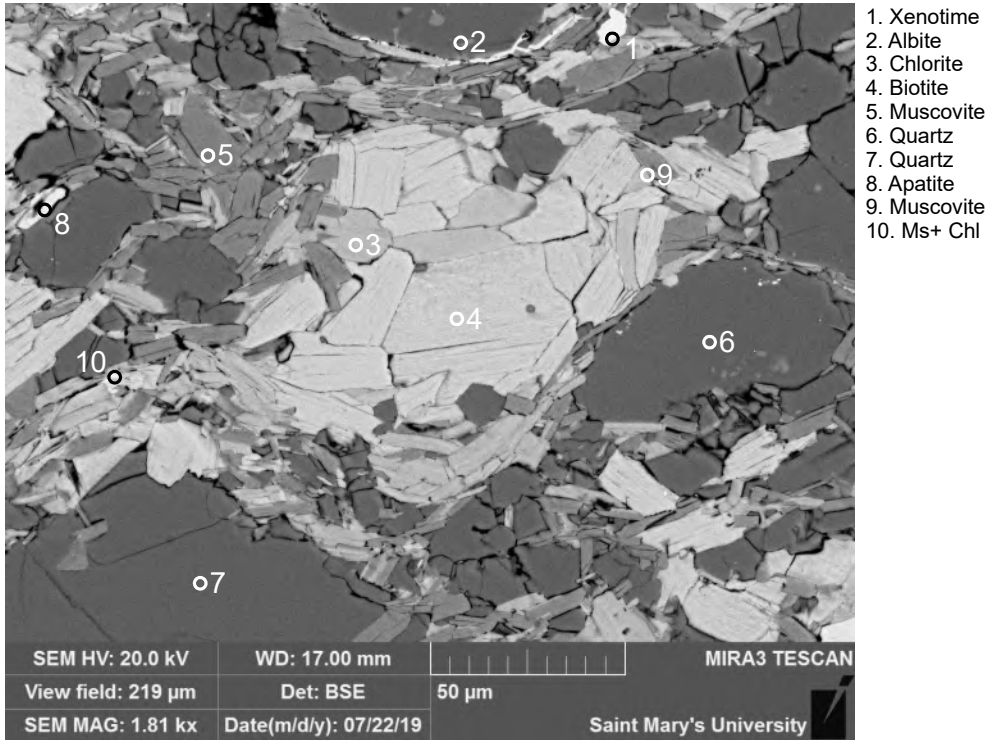 1. Xenotime
2. Albite
3. Chlorite
4. Biotite
5. Muscovite
6. Quartz
7. Quartz
8. Apatite
9. Muscovite
10. Ms+ Chl
2
1
5
9
8
3
4
6
10
7
SEM HV: 20.0 kV
WD: 17.00 mm
MIRA3 TESCAN
View field: 219 µm
Det: BSE
50 µm
SEM MAG: 1.81 kx
Date(m/d/y): 07/22/19
Saint Mary's University